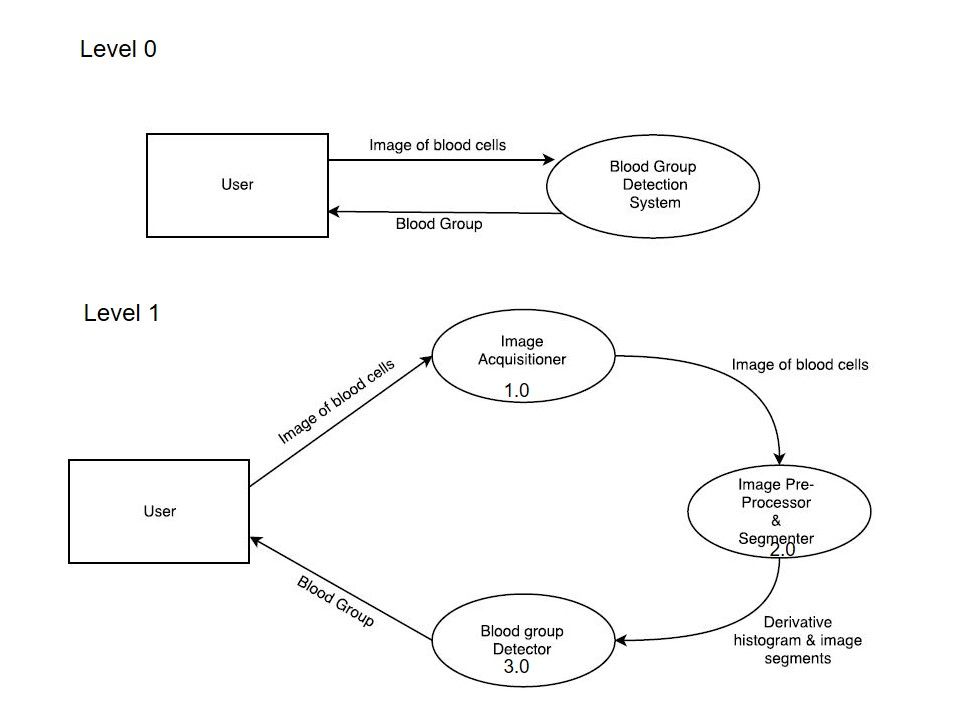 Level 0
Image of blood cells
User
Blood Group
Detection
System
Blood Group
Level 1
Image
Acquisitioner
1.0
Image of blood cells
Image of blood cells
User
Image Pre-
Processor
&
Segmenter
2.0
Blood Group
Blood group
Detector
3.0
Derivative
histogram & image
segments